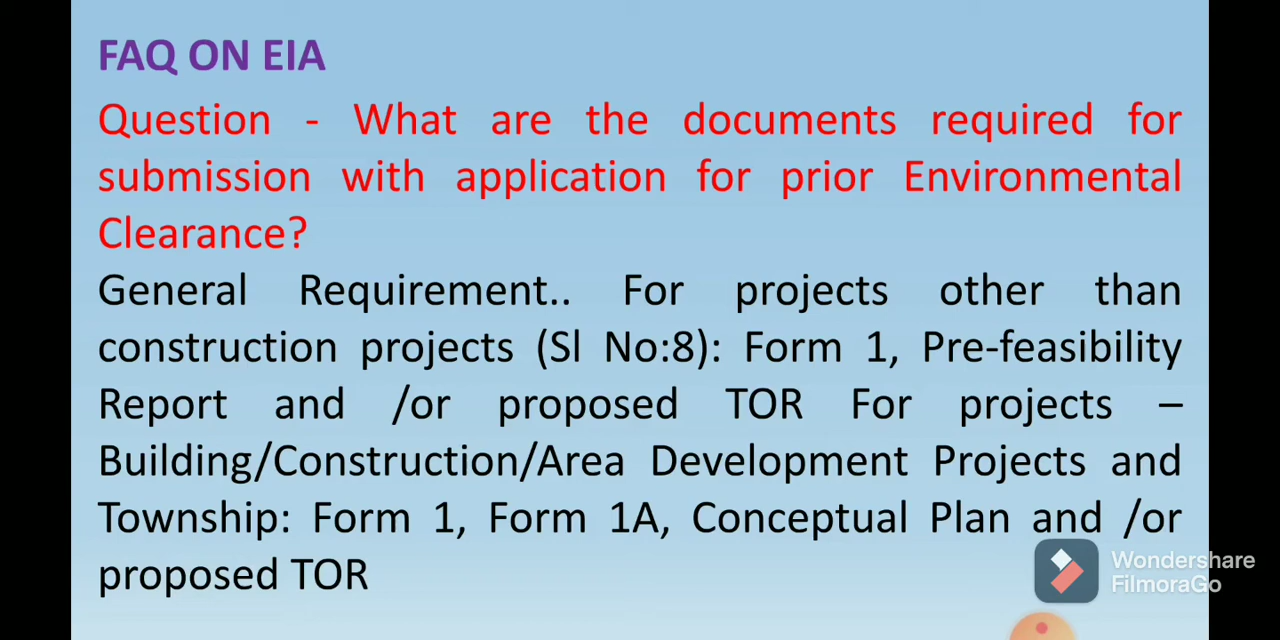 FAQ ON EIA
Question - What are the documents required for
submission with application for prior Environmental
Clearance?
General Requirement.. For projects other than
construction projects (Sl No:8): Form 1, Pre-feasibility
Report and /or proposed TOR For projects –
Building/Construction/Area Development Projects and
Township: Form 1, Form 1A, Conceptual Plan and /or
proposed TOR
Wondershare
FilmoraGo